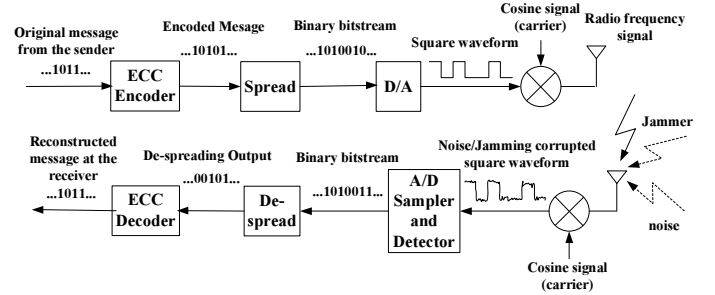 Original message
from the sender
...1011...
ECC
Encoder
Encoded Mesage
...10101...
Spread
Binary bitstream
...1010010...
D/A
Square waveform
Cosine signal
(carrier)
Radio frequency
signal
Reconstructed
message at the
receiver
...1011...
ECC
Decoder
De-spreading Output
...00101...
De-
spread
Binary bitstream
...1010011...
A/D
Sampler
and
Detector
Noise/Jamming corrupted
square waveform
Cosine signal
(carrier)
Jammer
noise